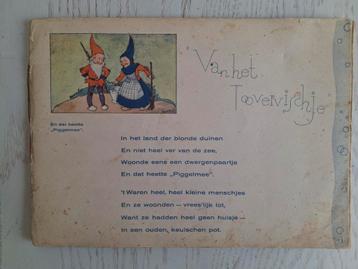 Van het
Toovervischje
En dat heette
„Piggelmee".
In het land der blonde duinen
En niet heel ver van de zee,
Woonde eens een dwergenpaartje
En dat heette „Piggelmee".
't Waren heel, heel kleine menschjes
En ze woonden – vrees'lijk lot,
Want ze hadden heel geen huisje –
In een ouden, keulschen pot.